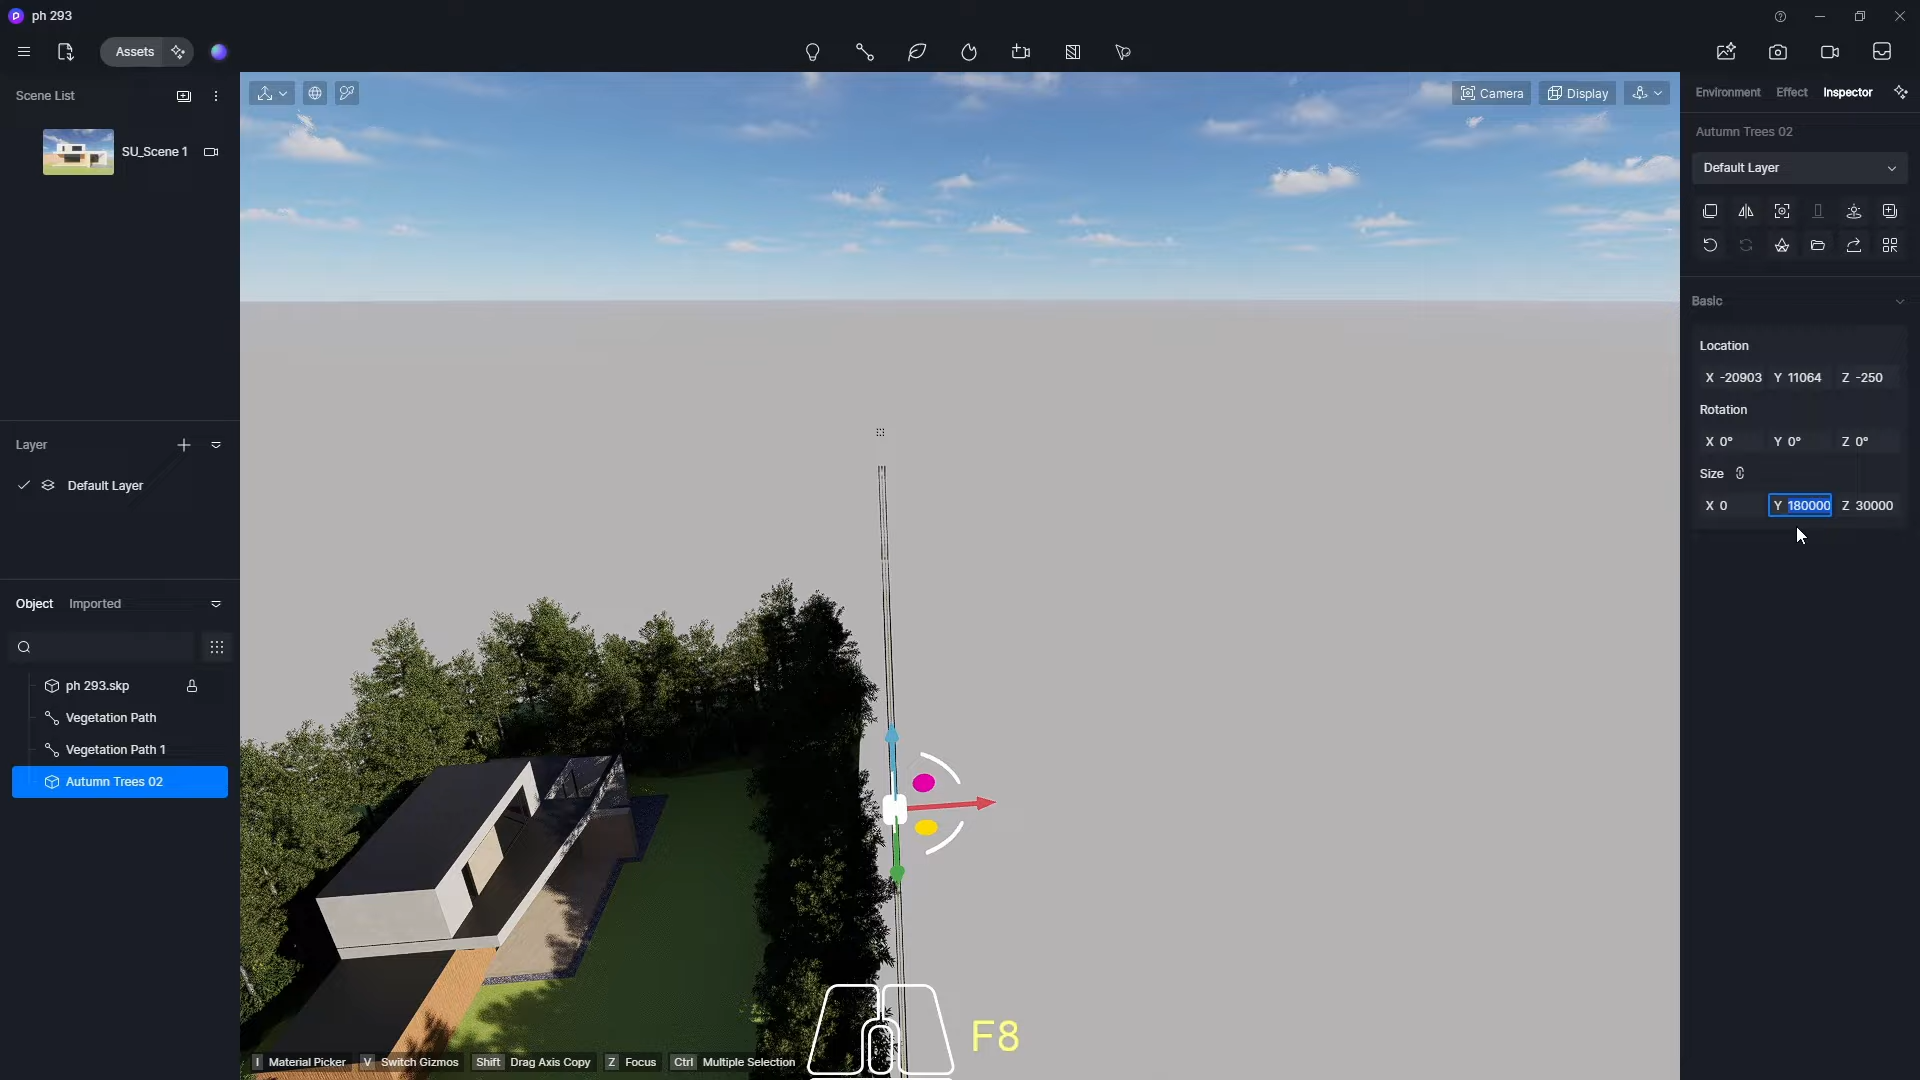 ph 293
Assets
Scene List
SU_Scene 1
Layer
Default Layer
Object Imported
ph 293.skp
Vegetation Path
Vegetation Path 1
Autumn Trees 02
Camera
Display
Environment Effect Inspector
Autumn Trees 02
Default Layer
Basic
Location
X -20903 Y 11064 Z -250
Rotation
X 0° Y 0° Z 0°
Size
X 0 Y 180000 Z 30000
F8
I Material Picker V Switch Gizmos Shift Drag Axis Copy Z Focus Ctrl Multiple Selection